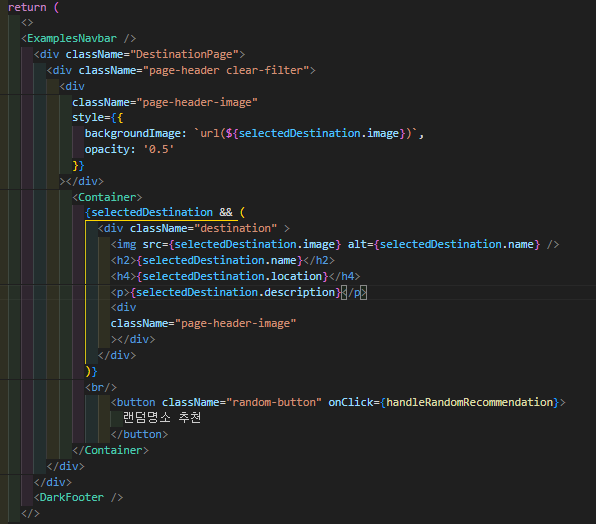 return (
<>
<ExamplesNavbar />
<div className="DestinationPage">
<div className="page-header clear-filter">
<div
className="page-header-image"
style={{
backgroundImage: `url(${selectedDestination.image})`,
opacity: '0.5'
}}
></div>
<Container>
{selectedDestination && (
<div className="destination" >
<img src={selectedDestination.image} alt={selectedDestination.name} />
<h2>{selectedDestination.name}</h2>
<h4>{selectedDestination.location}</h4>
<p>{selectedDestination.description}</p>
<div
className="page-header-image"
></div>
</div>
)}
<br/>
<button className="random-button" onClick={handleRandomRecommendation}>
랜덤명소 추천
</button>
</Container>
</div>
</div>
<DarkFooter />
</>